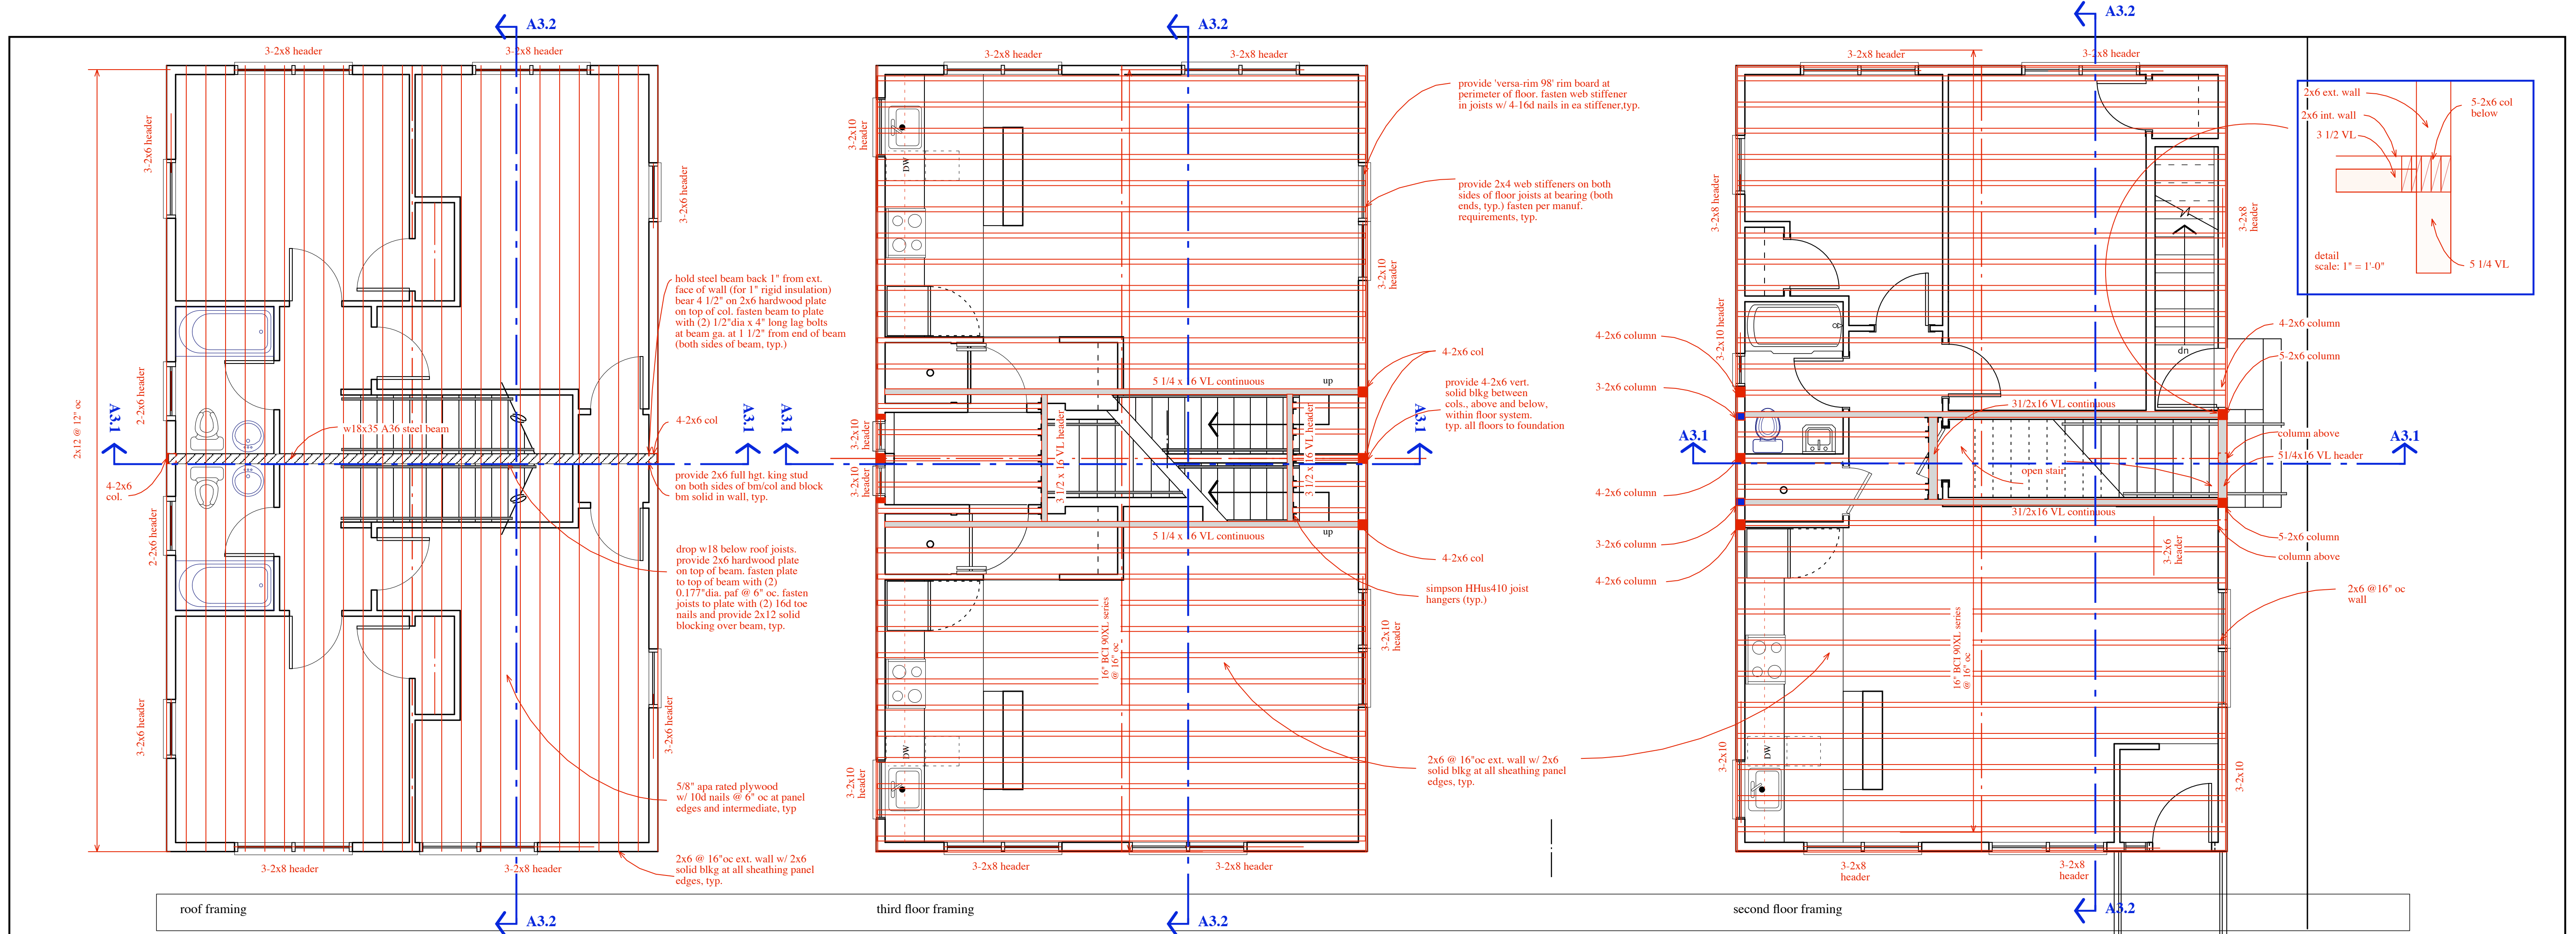 A3.2
3-2x8 header
3-2x8 header
3-2x6 header
3-2x6 header
hold steel beam back 1" from ext.
face of wall (for 1" rigid insulation)
bear 4 1/2" on 2x6 hardwood plate
on top of col. fasten beam to plate
with (2) 1/2"dia x 4" long lag bolts
at beam ga. at 1 1/2" from end of beam
(both sides of beam, typ.)
2-2x6 header
2x12 @ 12" oc
A3.1
A3.1
w18x35 A36 steel beam
4-2x6 col
4-2x6
col.
provide 2x6 full hgt. king stud
on both sides of bm/col and block
bm solid in wall, typ.
2-2x6 header
drop w18 below roof joists.
provide 2x6 hardwood plate
on top of beam. fasten plate
to top of beam with (2)
0.177"dia. paf @ 6" oc. fasten
joists to plate with (2) 16d toe
nails and provide 2x12 solid
blocking over beam, typ.
3-2x6 header
3-2x6 header
5/8" apa rated plywood
w/ 10d nails @ 6" oc at panel
edges and intermediate, typ
2x6 @ 16"oc ext. wall w/ 2x6
solid blkg at all sheathing panel
edges, typ.
3-2x8 header
3-2x8 header
roof framing
A3.2
A3.2
3-2x8 header
3-2x8 header
provide 'versa-rim 98' rim board at
perimeter of floor. fasten web stiffener
in joists w/ 4-16d nails in ea stiffener,typ.
3-2x10
header
DW
provide 2x4 web stiffeners on both
sides of floor joists at bearing (both
ends, typ.) fasten per manuf.
requirements, typ.
3-2x10
header
4-2x6 col
5 1/4 x 16 VL continuous
up
provide 4-2x6 vert.
solid blkg between
cols., above and below,
within floor system.
typ. all floors to foundation
A3.1
A3.1
3-2x10
header
3-2x10
header
3 1/2 x 16 VL header
3 1/2 x 16 VL header
5 1/4 x 16 VL continuous
up
4-2x6 col
simpson HHus410 joist
hangers (typ.)
16" BCI 90XL series
@ 16" oc
3-2x10
header
DW
3-2x10
header
2x6 @ 16"oc ext. wall w/ 2x6
solid blkg at all sheathing panel
edges, typ.
3-2x8 header
3-2x8 header
third floor framing
A3.2
A3.2
3-2x8 header
3-2x8 header
3-2x8 header
3-2x8
header
3-2x10 header
dn
4-2x6 column
3-2x6 column
4-2x6 column
5-2x6 column
31/2x16 VL continuous
column above
51/4x16 VL header
open stair
A3.1
A3.1
4-2x6 column
3-2x6 column
4-2x6 column
31/2x16 VL continuous
5-2x6 column
column above
3-2x6
header
2x6 @16" oc
wall
16" BCI 90XL series
@ 16" oc
DW
3-2x10
3-2x10
3-2x8
header
3-2x8
header
second floor framing
A3.2
2x6 ext. wall
2x6 int. wall
3 1/2 VL
5-2x6 col
below
detail
scale: 1" = 1'-0"
5 1/4 VL